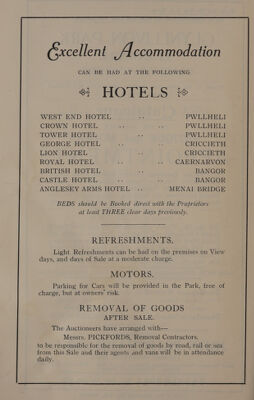 Excellent Accommodation
CAN BE HAD AT THE FOLLOWING
HOTELS
WEST END HOTEL .. PWLLHELI
CROWN HOTEL .. .. PWLLHELI
TOWER HOTEL .. .. PWLLHELI
GEORGE HOTEL .. .. CRICCIETH
LION HOTEL .. .. CRICCIETH
ROYAL HOTEL .. .. CAERNARVON
BRITISH HOTEL .. BANGOR
CASTLE HOTEL .. .. BANGOR
ANGLESEY ARMS HOTEL .. MENAI BRIDGE
BEDS should be Booked direct with the Proprietors
at least THREE clear days previously.
REFRESHMENTS.
Light Refreshments can be had on the premises on View
days, and days of Sale at a moderate charge.
MOTORS.
Parking for Cars will be provided in the Park, free of
charge, but at owners' risk.
REMOVAL OF GOODS
AFTER SALE.
The Auctioneers have arranged with—
Messrs. PICKFORDS, Removal Contractors,
to be responsible for the removal of goods by road, rail or sea
from this Sale and their agents and vans will be in attendance
daily.